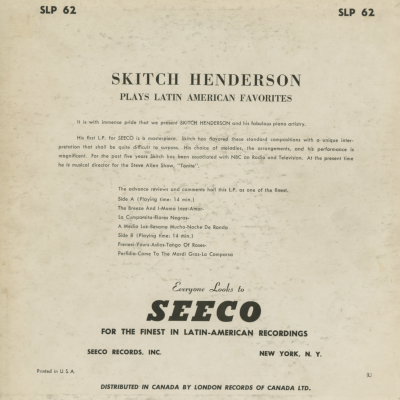 SLP 62
SLP 62
SKITCH HENDERSON
PLAYS LATIN AMERICAN FAVORITES
It is with immense pride that we present SKITCH HENDERSON and his fabulous piano artistry.
His first L.P. for SEECO is a masterpiece. Skitch has flavored these standard compositions with a unique inter-
pretation that shall be quite difficult to surpass. His choice of melodies, the arrangements, and his performance is
magnificent. For the past few years Skitch has been associated with NBC on Radio and Television. At the present time
he is musical director for the Steve Allen Show, "Tonite".
The advance reviews and comments hail this L.P. as one of the finest.
Side A (Playing time: 14 min.)
The Breeze And I-Mama Inez-Amor-
La Cumparsita-Flores Negras-
A Media Luz-Besame Mucho-Noche De Ronda
Side B (Playing time: 14 min.)
Frenesi-Yours-Adios-Tango Of Roses-
Perfidia-Come To The Mardi Gras-La Comparsa
Everyone Looks to
SEECO
FOR THE FINEST IN LATIN-AMERICAN RECORDINGS
SEECO RECORDS, INC.
NEW YORK, N. Y.
Printed in U.S.A.
(L)
DISTRIBUTED IN CANADA BY LONDON RECORDS OF CANADA LTD.